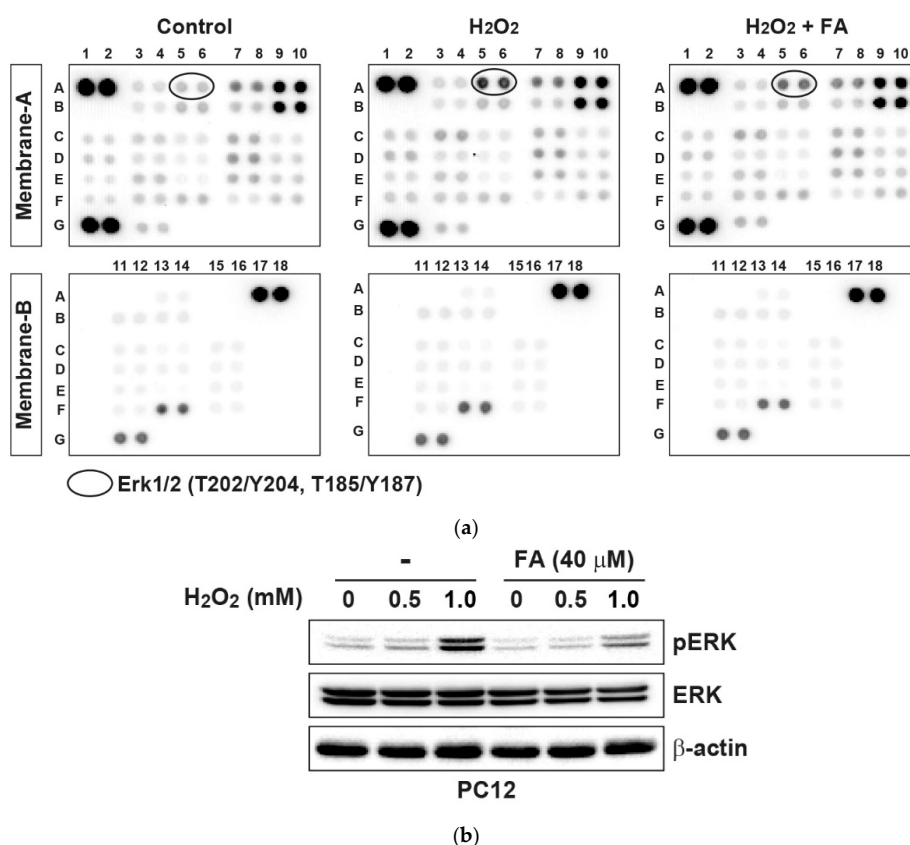 (a)
Control H2O2 H2O2 + FA
1 2 3 4 5 6 7 8 9 10 1 2 3 4 5 6 7 8 9 10 1 2 3 4 5 6 7 8 9 10
Membrane-A
A A A
B B B
C C C
D D D
E E E
F F F
G G G
11 12 13 14 15 16 17 18 11 12 13 14 15 16 17 18 11 12 13 14 15 16 17 18
Membrane-B
A A A
B B B
C C C
D D D
E E E
F F F
G G G
Erk1/2 (T202/Y204, T185/Y187)
(a)
- FA (40 μM)
H2O2 (mM) 0 0.5 1.0 0 0.5 1.0
pERK
ERK
β-actin
PC12
(b)